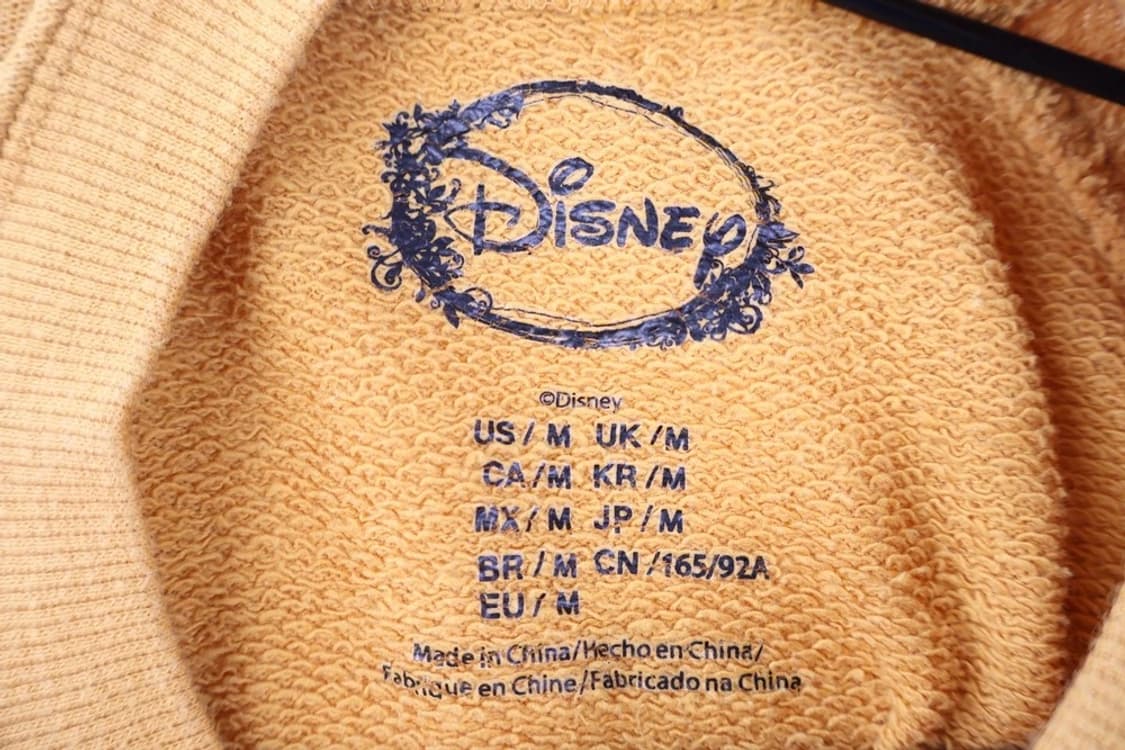 Disney
©Disney
US / M UK / M
CA / M KR / M
MX / M JP / M
BR / M CN / 165/92A
EU / M
Made in China/Hecho en China/
Fabrique en Chine/Fabricado na China